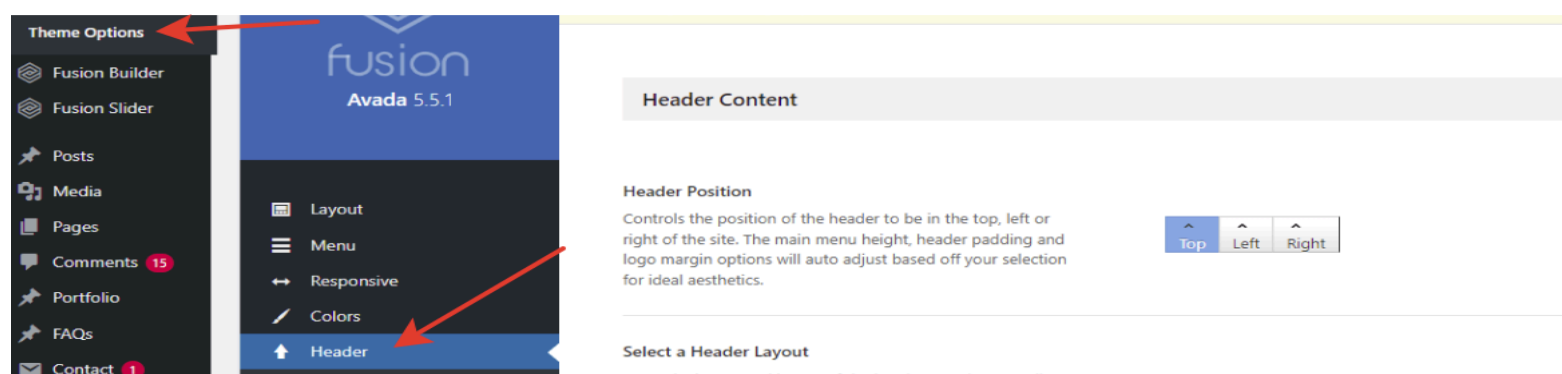 Theme Options
Fusion Builder
Fusion Slider
Posts
Media
Pages
Comments 15
Portfolio
FAQs
Contact 1
fusion
Avada 5.5.1
Layout
Menu
Responsive
Colors
Header
Header Content
Header Position
Controls the position of the header to be in the top, left or
right of the site. The main menu height, header padding and
logo margin options will auto adjust based off your selection
for ideal aesthetics.
Top Left Right
Select a Header Layout